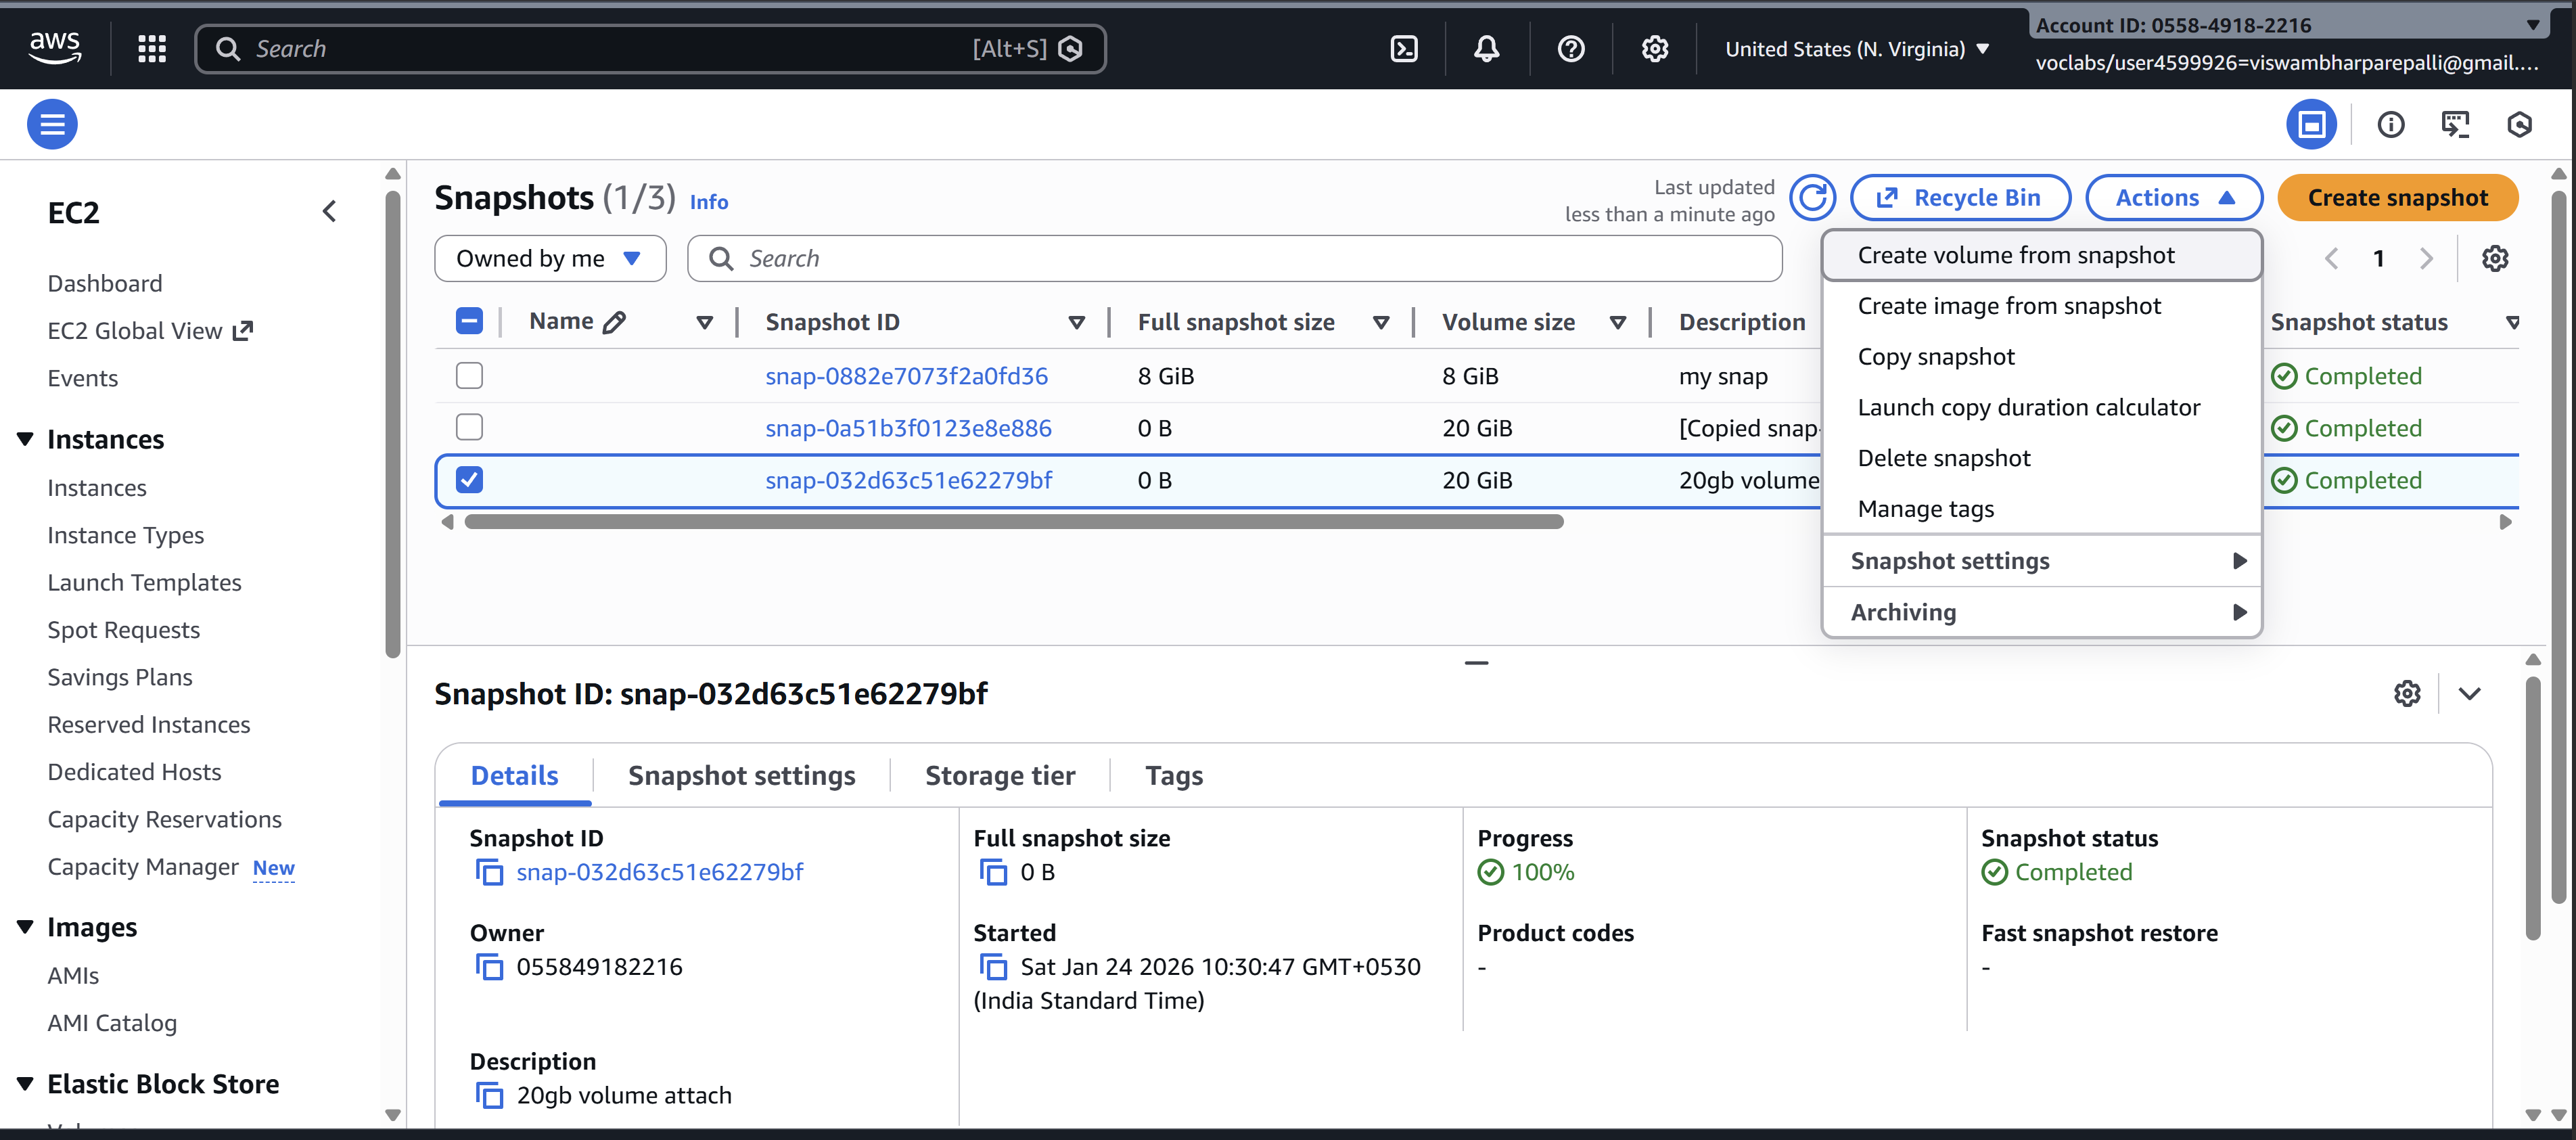 aws
Search [Alt+S]
United States (N. Virginia)
Account ID: 0558-4918-2216
voclabs/user4599926=viswambharparepalli@gmail....
EC2
Dashboard
EC2 Global View
Events
Instances
Instances
Instance Types
Launch Templates
Spot Requests
Savings Plans
Reserved Instances
Dedicated Hosts
Capacity Reservations
Capacity Manager New
Images
AMIs
AMI Catalog
Elastic Block Store
Snapshots (1/3) Info
Last updated
less than a minute ago
Recycle Bin
Actions
Create snapshot
Owned by me
Search
1
Name Snapshot ID Full snapshot size Volume size Description Snapshot status
snap-0882e7073f2a0fd36 8 GiB 8 GiB my snap Completed
snap-0a51b3f0123e8e886 0 B 20 GiB [Copied snap- Completed
snap-032d63c51e62279bf 0 B 20 GiB 20gb volume Completed
Create volume from snapshot
Create image from snapshot
Copy snapshot
Launch copy duration calculator
Delete snapshot
Manage tags
Snapshot settings
Archiving
Snapshot ID: snap-032d63c51e62279bf
Details Snapshot settings Storage tier Tags
Snapshot ID
snap-032d63c51e62279bf
Full snapshot size
0 B
Progress
100%
Snapshot status
Completed
Owner
055849182216
Started
Sat Jan 24 2026 10:30:47 GMT+0530
(India Standard Time)
Product codes
-
Fast snapshot restore
-
Description
20gb volume attach